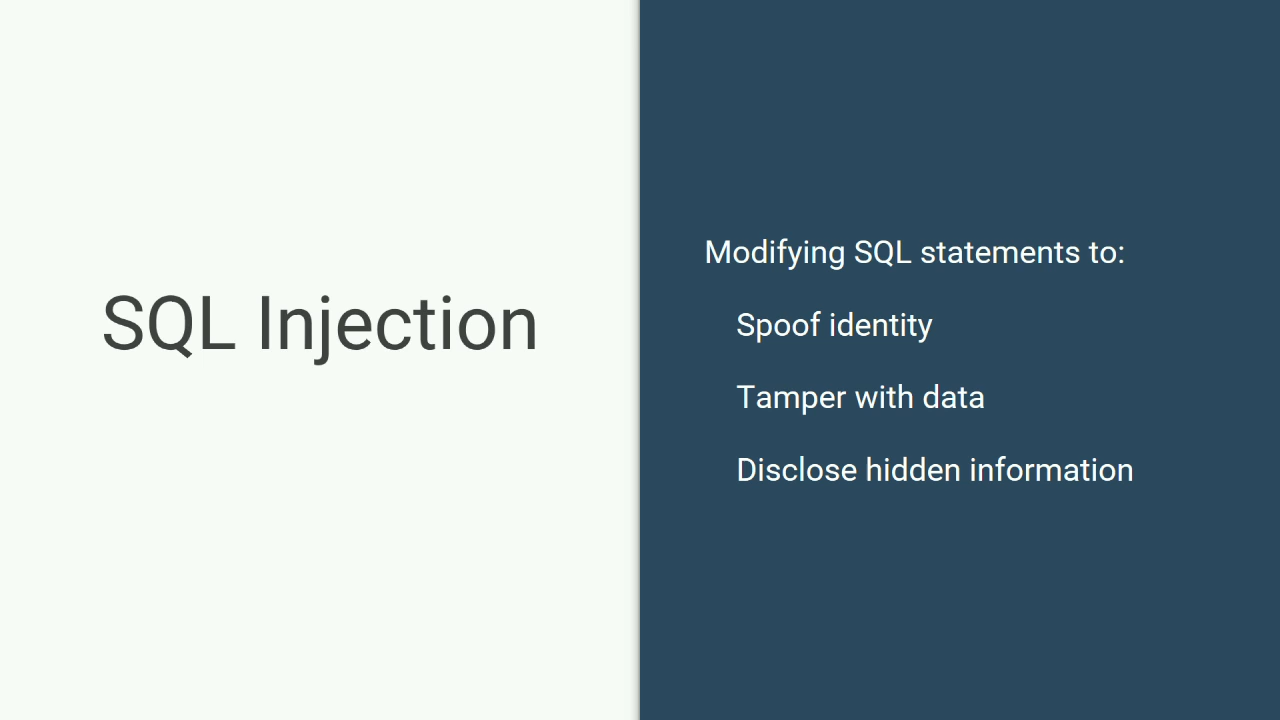 SQL Injection
Modifying SQL statements to:
Spoof identity
Tamper with data
Disclose hidden information